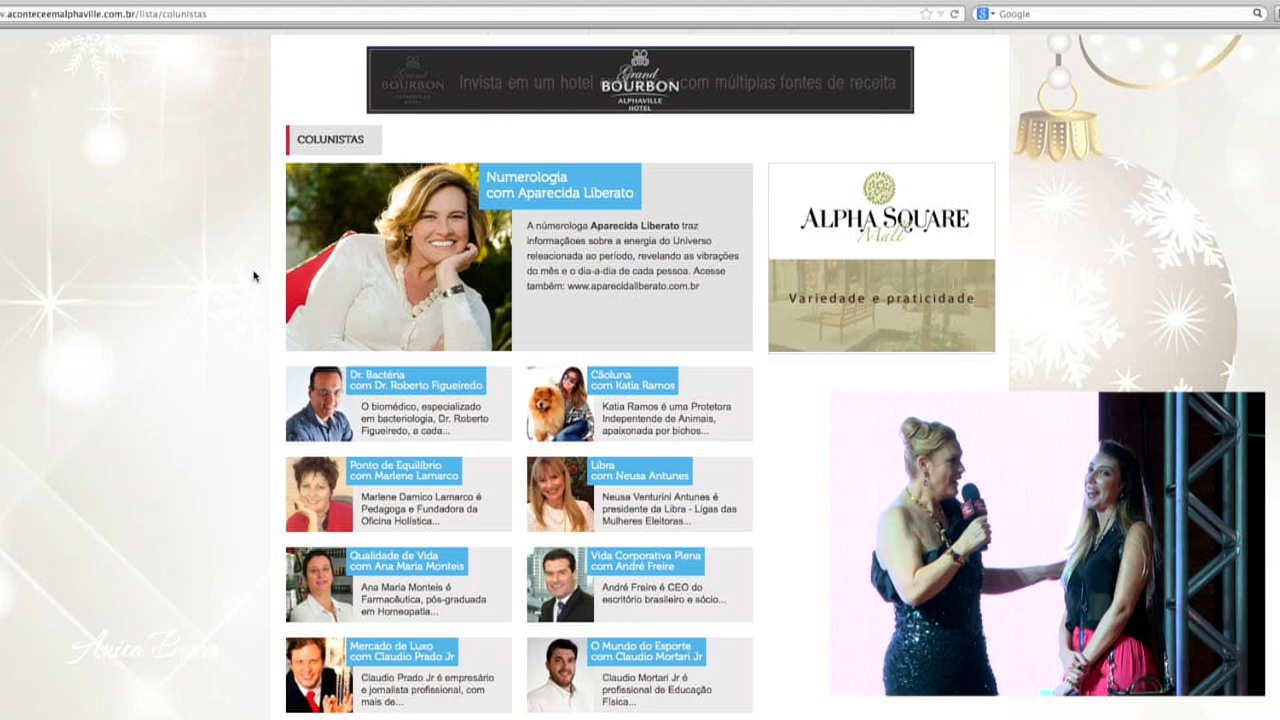 w.aconteceemalphaville.com.br/lista/colunistas
Google
Grand
BOURBON
ALPHAVILLE
HOTEL
Invista em um hotel
com múltiplas fontes de receita
COLUNISTAS
Numerologia
com Aparecida Liberato
A númerologa Aparecida Liberato traz
informaçãoes sobre a energia do Universo
releacionada ao período, revelando as vibrações
do mês e o dia-a-dia de cada pessoa. Acesse
também: www.aparecidaliberato.com.br
ALPHA SQUARE
Mall
Variedade e praticidade
Dr. Bactéria
com Dr. Roberto Figueiredo
O biomédico, especializado
em bacteriologia, Dr. Roberto
Figueiredo, a cada...
Cãoluna
com Katia Ramos
Katia Ramos é uma Protetora
Indepentende de Animais,
apaixonada por bichos...
Ponto de Equilíbrio
com Marlene Lamarco
Marlene Damico Lamarco é
Pedagoga e Fundadora da
Oficina Holística...
Libra
com Neusa Antunes
Neusa Venturini Antunes é
presidente da Libra - Ligas das
Mulheres Eleitoras...
Qualidade de Vida
com Ana Maria Monteis
Ana Maria Monteis é
Farmacêutica, pós-graduada
em Homeopatia...
Vida Corporativa Plena
com André Freire
André Freire é CEO do
escritório brasileiro e sócio...
Mercado de Luxo
com Claudio Prado Jr
Claudio Prado Jr é empresário
e jornalista profissional, com
mais de...
O Mundo do Esporte
com Claudio Mortari Jr
Claudio Mortari Jr é
profissional de Educação
Física...